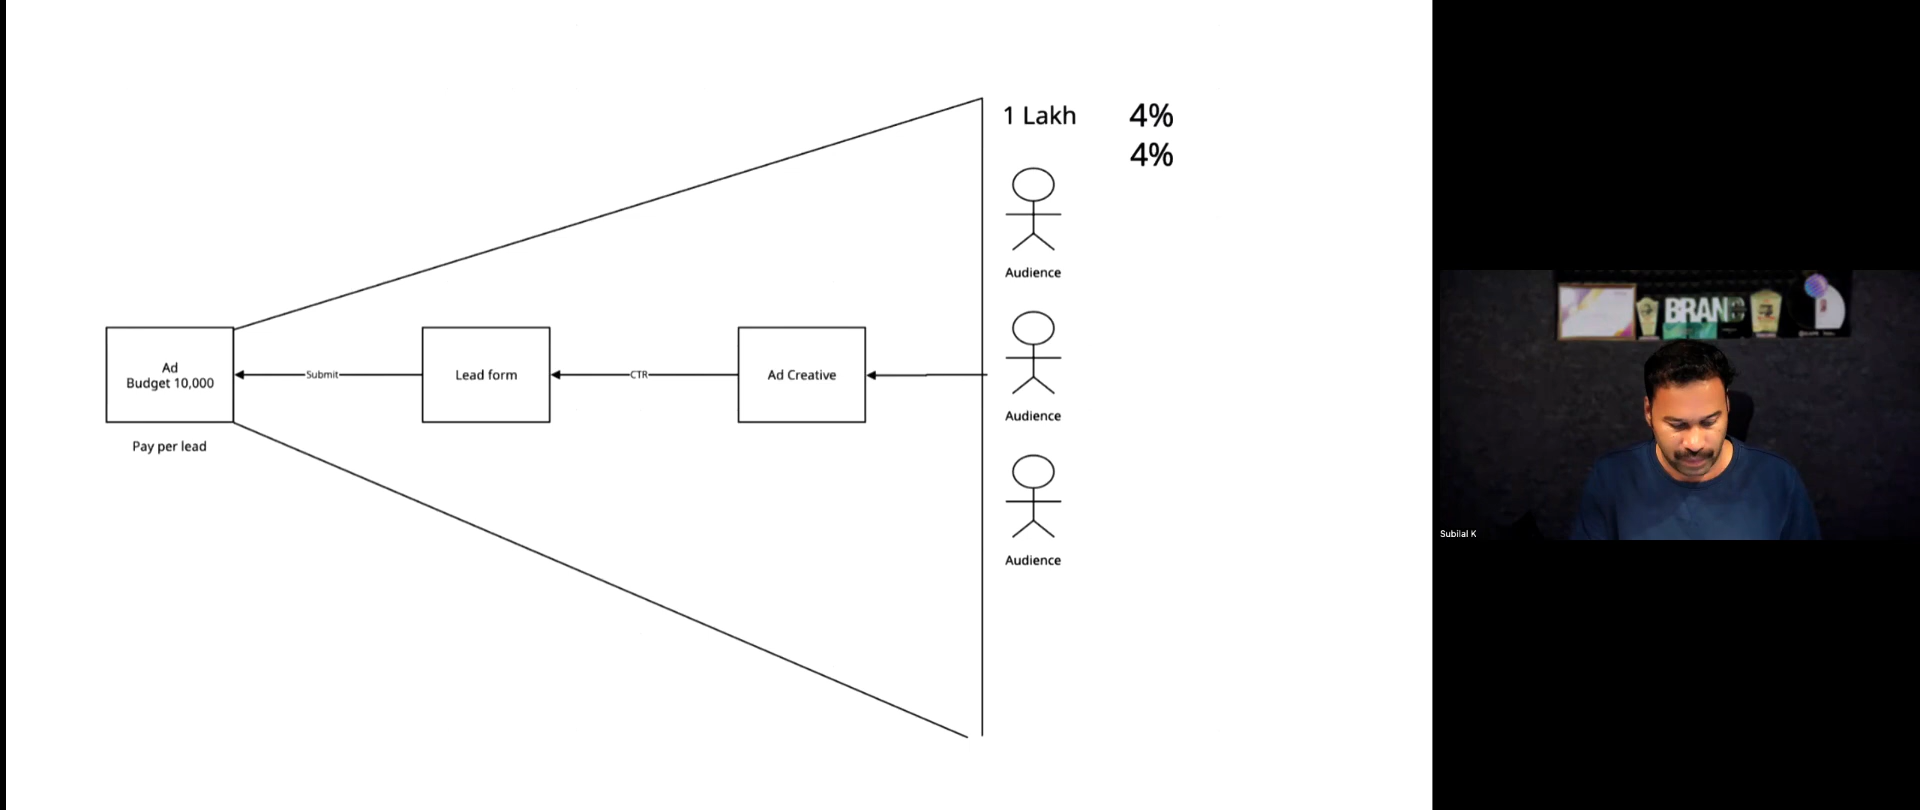 1 Lakh 4%
4%
Audience
Ad
Budget 10,000
Submit
Lead form
CTR
Ad Creative
Audience
Pay per lead
Audience
BRAN
Subilal K